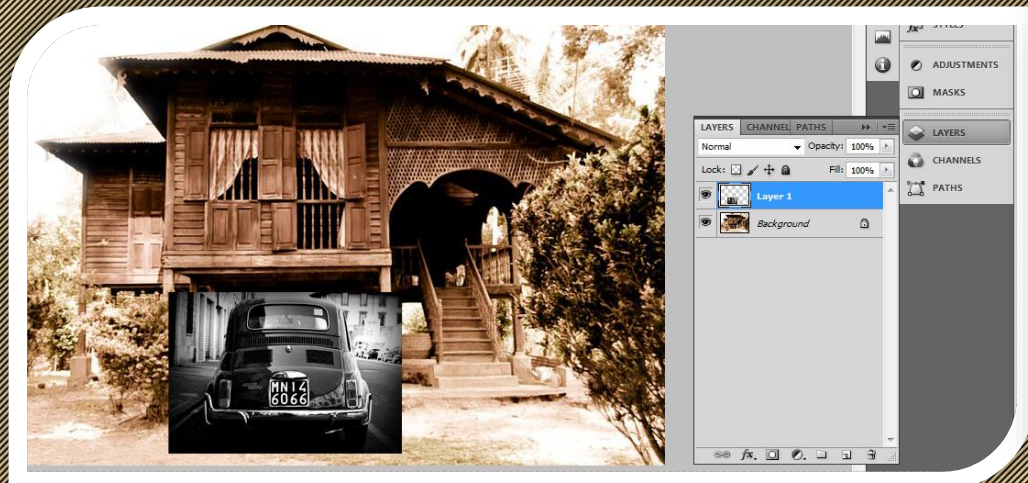 STYLES
ADJUSTMENTS
MASKS
LAYERS
CHANNELS
PATHS
LAYERS CHANNEL PATHS
Normal Opacity: 100%
Lock: Fill: 100%
Layer 1
Background
fx
MN14
6066